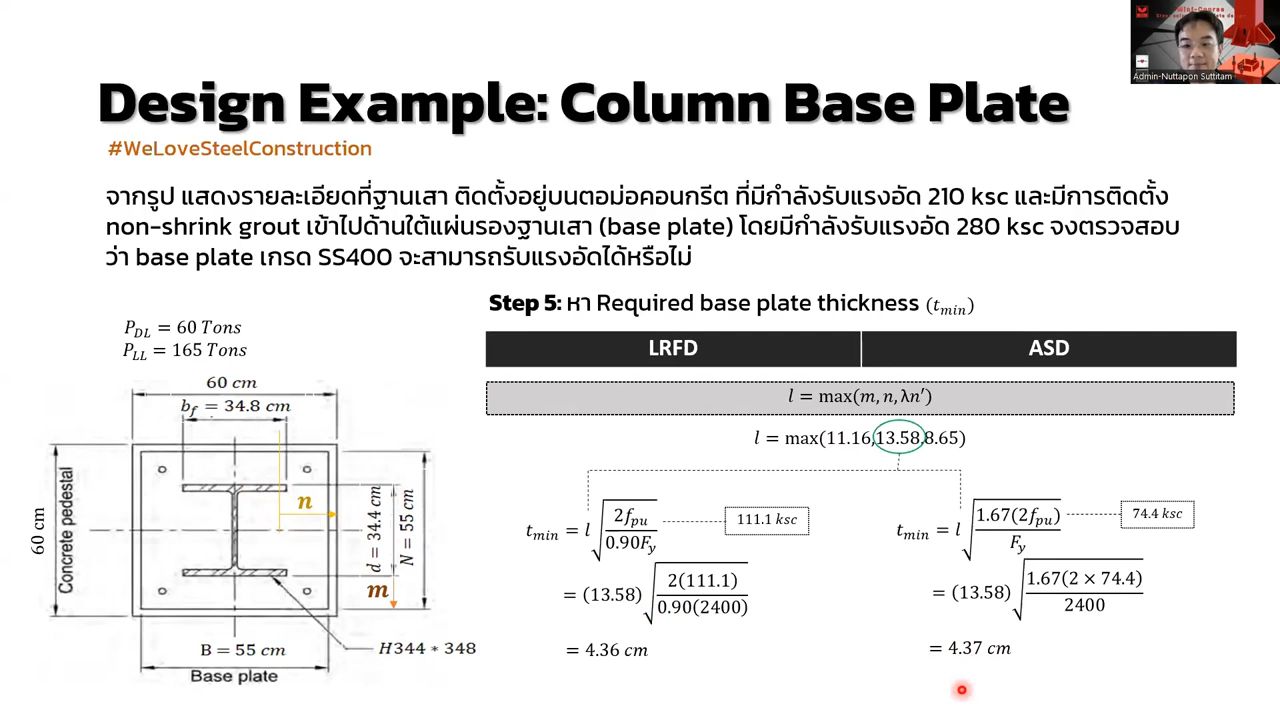 Mini-Course
Admin-Nuttapon Suttitam
Design Example: Column Base Plate
#WeLoveSteelConstruction
จากรูป แสดงรายละเอียดที่ฐานเสา ติดตั้งอยู่บนตอม่อคอนกรีต ที่มีกำลังรับแรงอัด 210 ksc และมีการติดตั้ง
non-shrink grout เข้าไปด้านใต้แผ่นรองฐานเสา (base plate) โดยมีกำลังรับแรงอัด 280 ksc จงตรวจสอบ
ว่า base plate เกรด SS400 จะสามารถรับแรงอัดได้หรือไม่
Step 5: หา Required base plate thickness (t_min)
P_DL = 60 Tons
P_LL = 165 Tons
60 cm
b_f = 34.8 cm
n
m
60 cm
Concrete pedestal
d = 34.4 cm
N = 55 cm
B = 55 cm
H344 * 348
Base plate
LRFD
ASD
l = max(m, n, λn′)
l = max(11.16,13.58,8.65)
t_min = l √(2f_pu / 0.90F_y)
111.1 ksc
= (13.58) √(2(111.1) / 0.90(2400))
= 4.36 cm
t_min = l √(1.67(2f_pu) / F_y)
74.4 ksc
= (13.58) √(1.67(2 × 74.4) / 2400)
= 4.37 cm